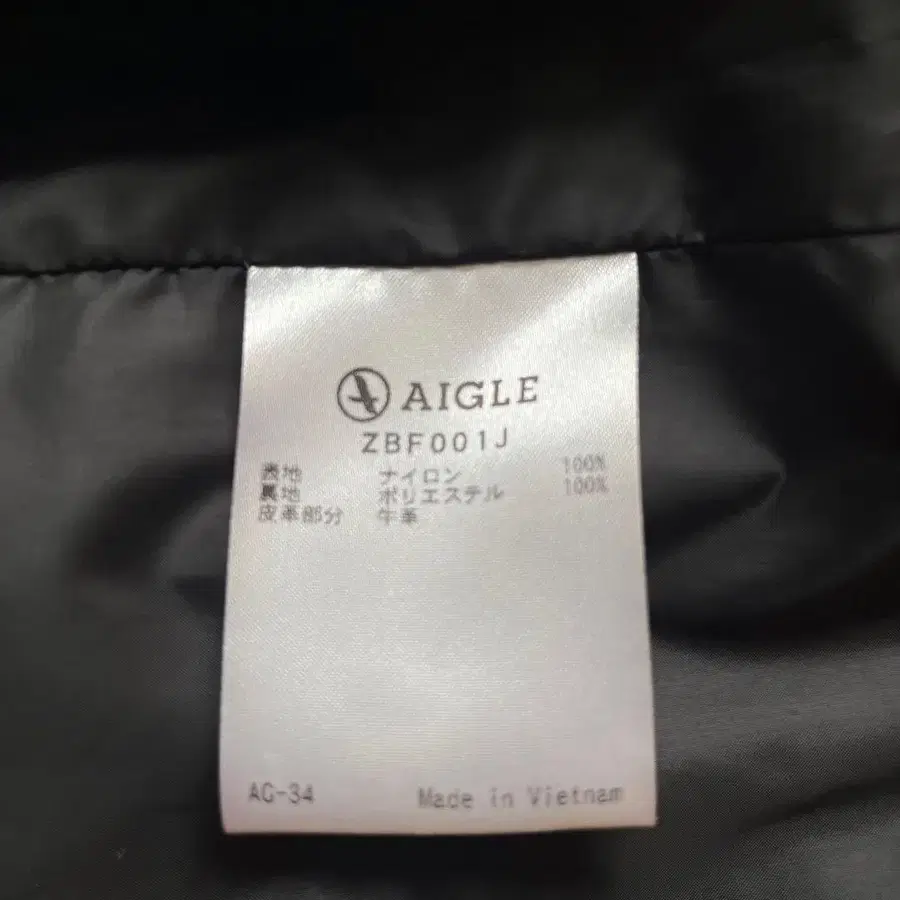 AIGLE
ZBF001J
表地 ナイロン 100%
裏地 ポリエステル 100%
皮革部分 牛革
AG-34 Made in Vietnam